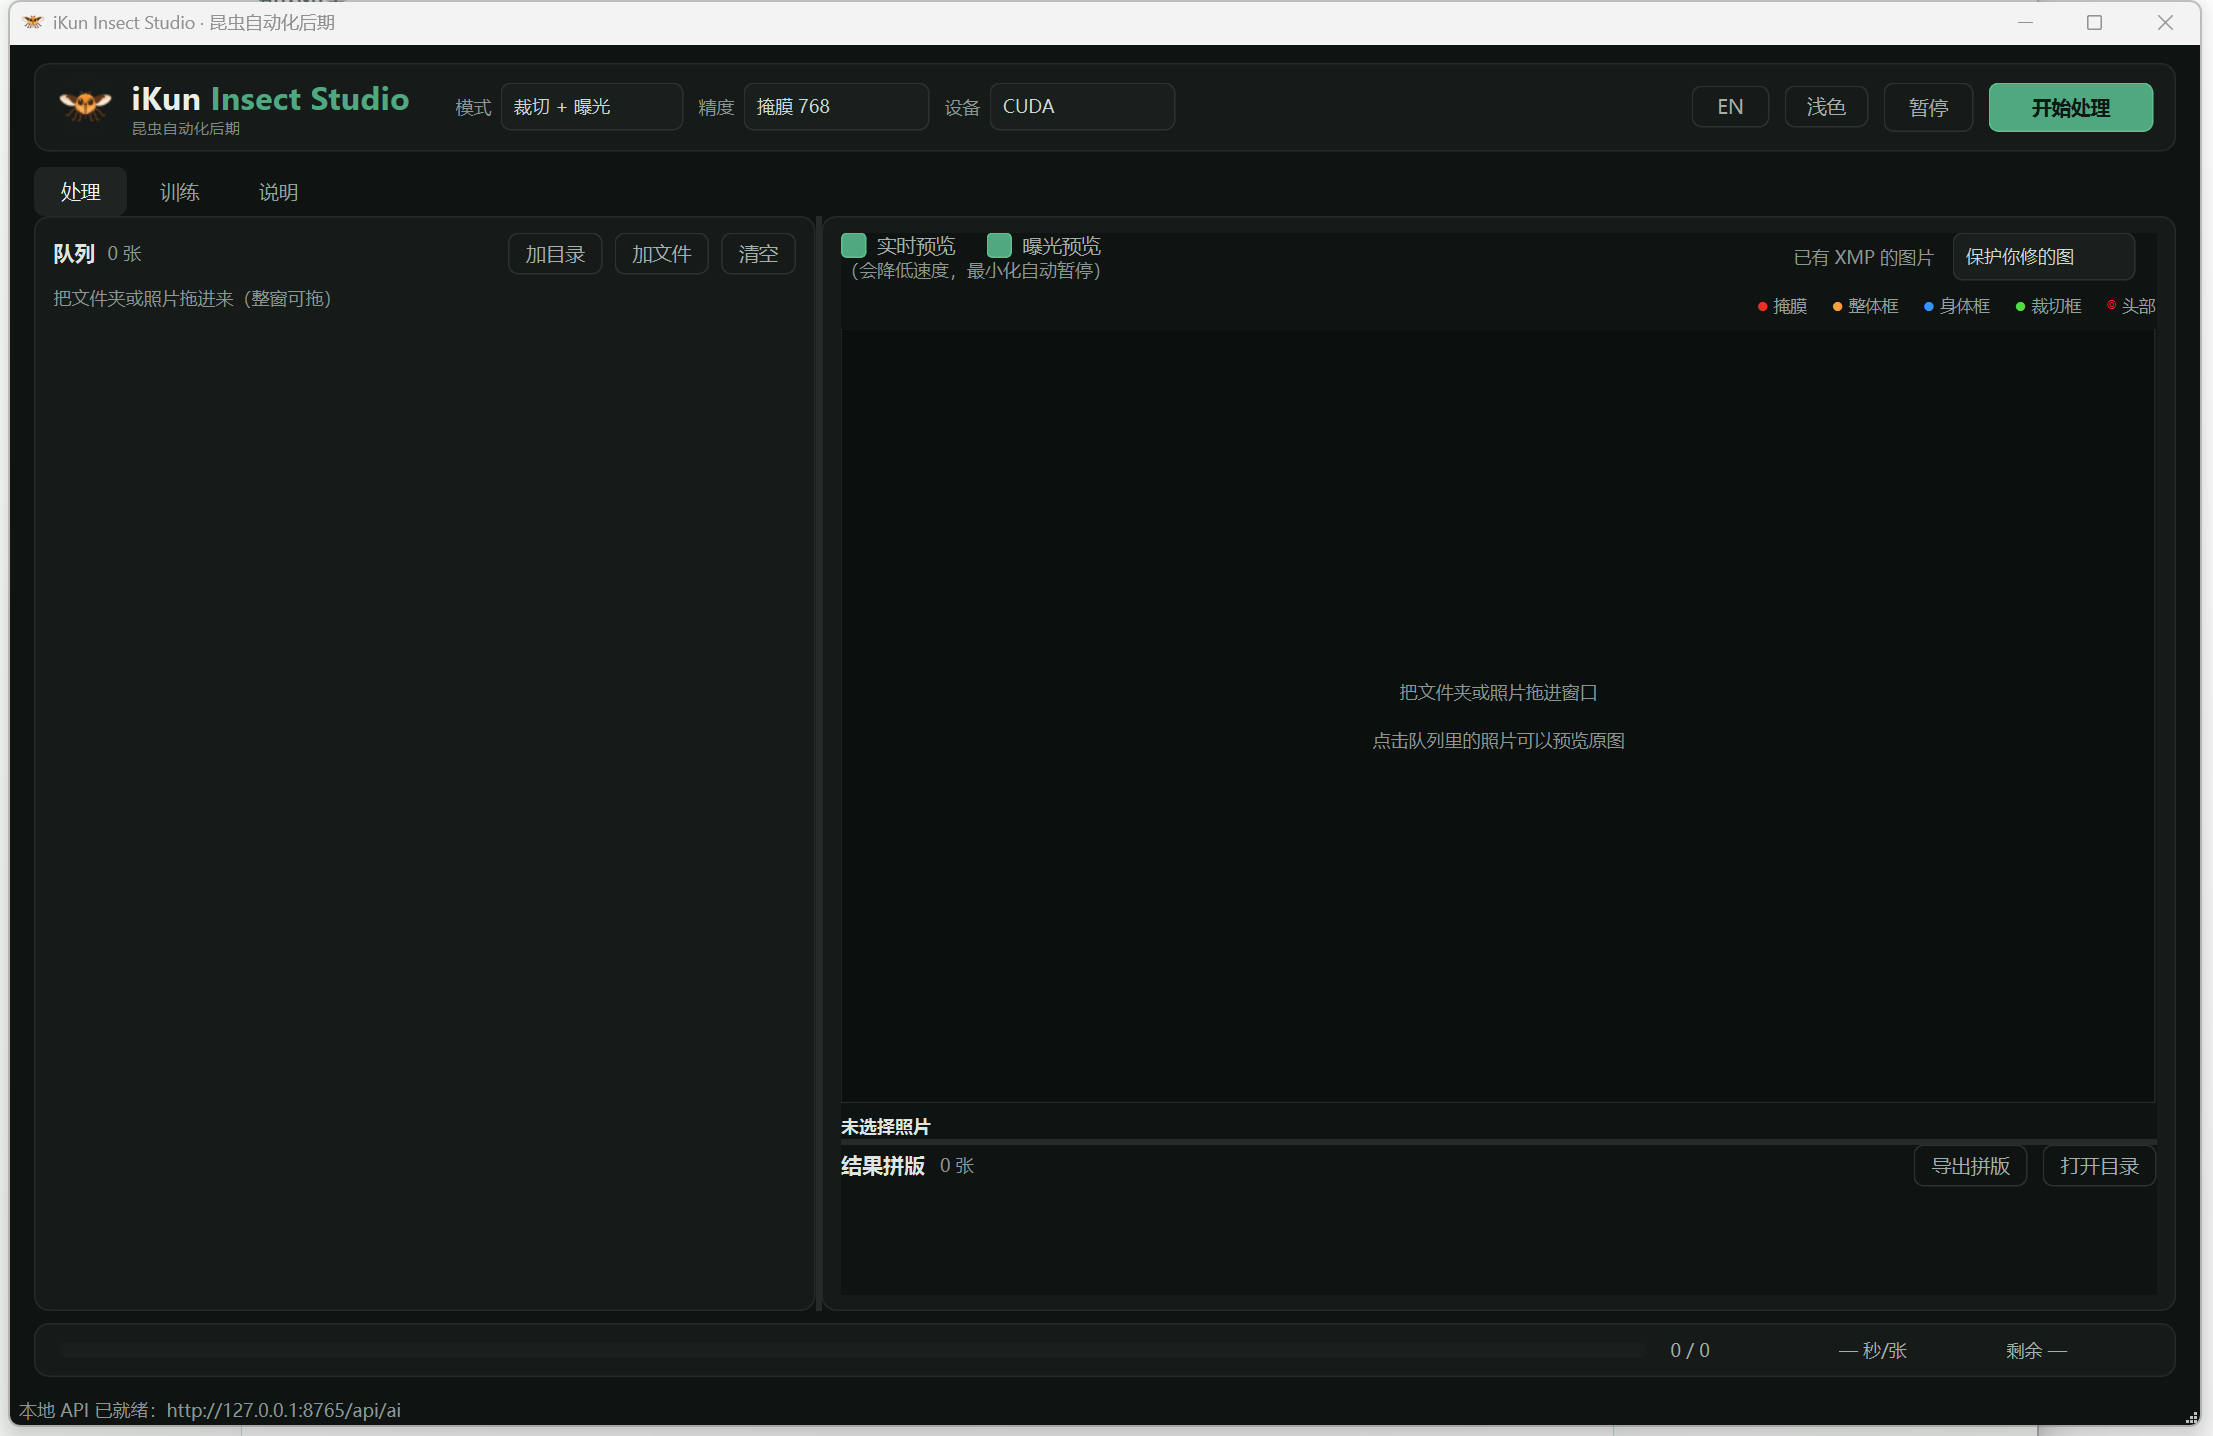 iKun Insect Studio · 昆虫自动化后期
iKun Insect Studio
昆虫自动化后期
模式 裁切 + 曝光 精度 掩膜 768 设备 CUDA
EN 浅色 暂停 开始处理
处理 训练 说明
队列 0 张 加目录 加文件 清空
把文件夹或照片拖进来（整窗可拖）
实时预览 曝光预览
（会降低速度，最小化自动暂停）
已有 XMP 的图片 保护你修的图
掩膜 整体框 身体框 裁切框 头部
把文件夹或照片拖进窗口
点击队列里的照片可以预览原图
未选择照片
结果拼版 0 张 导出拼版 打开目录
0 / 0 — 秒/张 剩余 —
本地 API 已就绪：http://127.0.0.1:8765/api/ai